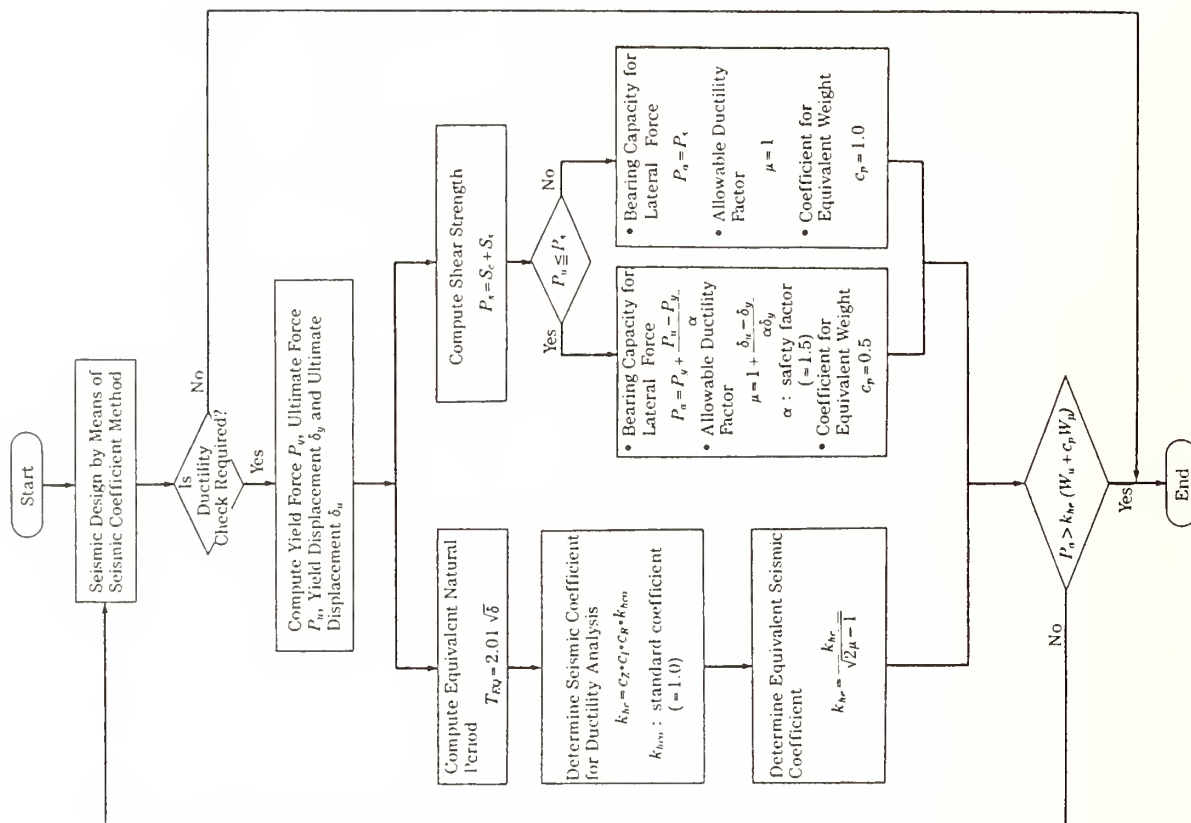 Start
Seismic Design by Means of
Seismic Coefficient Method
Is
Ductility
Check Required?
No
Yes
Compute Yield Force P_y, Ultimate Force
P_u, Yield Displacement δ_y and Ultimate
Displacement δ_u
Compute Equivalent Natural
Period
T_EQ = 2.01 √δ
Determine Seismic Coefficient
for Ductility Analysis
k_hc = c_Z • c_I • c_R • k_hco
k_hco : standard coefficient
(= 1.0)
Determine Equivalent Seismic
Coefficient
k_he = k_hc / √2μ − 1
Compute Shear Strength
P_s = S_c + S_s
P_u ≦ P_s
Yes
No
• Bearing Capacity for
Lateral Force
P_a = P_y + P_u − P_y / α
• Allowable Ductility
Factor
μ = 1 + δ_u − δ_y / αδ_y
α : safety factor
(= 1.5)
• Coefficient for
Equivalent Weight
c_p = 0.5
• Bearing Capacity for
Lateral Force
P_a = P_s
• Allowable Ductility
Factor
μ = 1
• Coefficient for
Equivalent Weight
c_p = 1.0
P_a > k_he (W_u + c_p W_p)
No
Yes
End